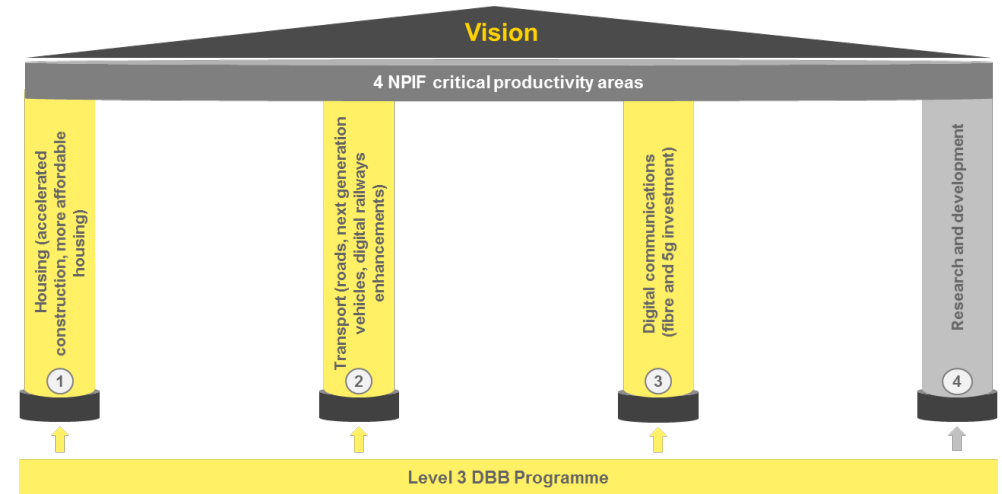 Vision
4 NPIF critical productivity areas
Housing (accelerated
construction, more affordable
housing)
1
Transport (roads, next generation
vehicles, digital railways
enhancements)
2
Digital communications
(fibre and 5g investment)
3
Research and development
4
Level 3 DBB Programme